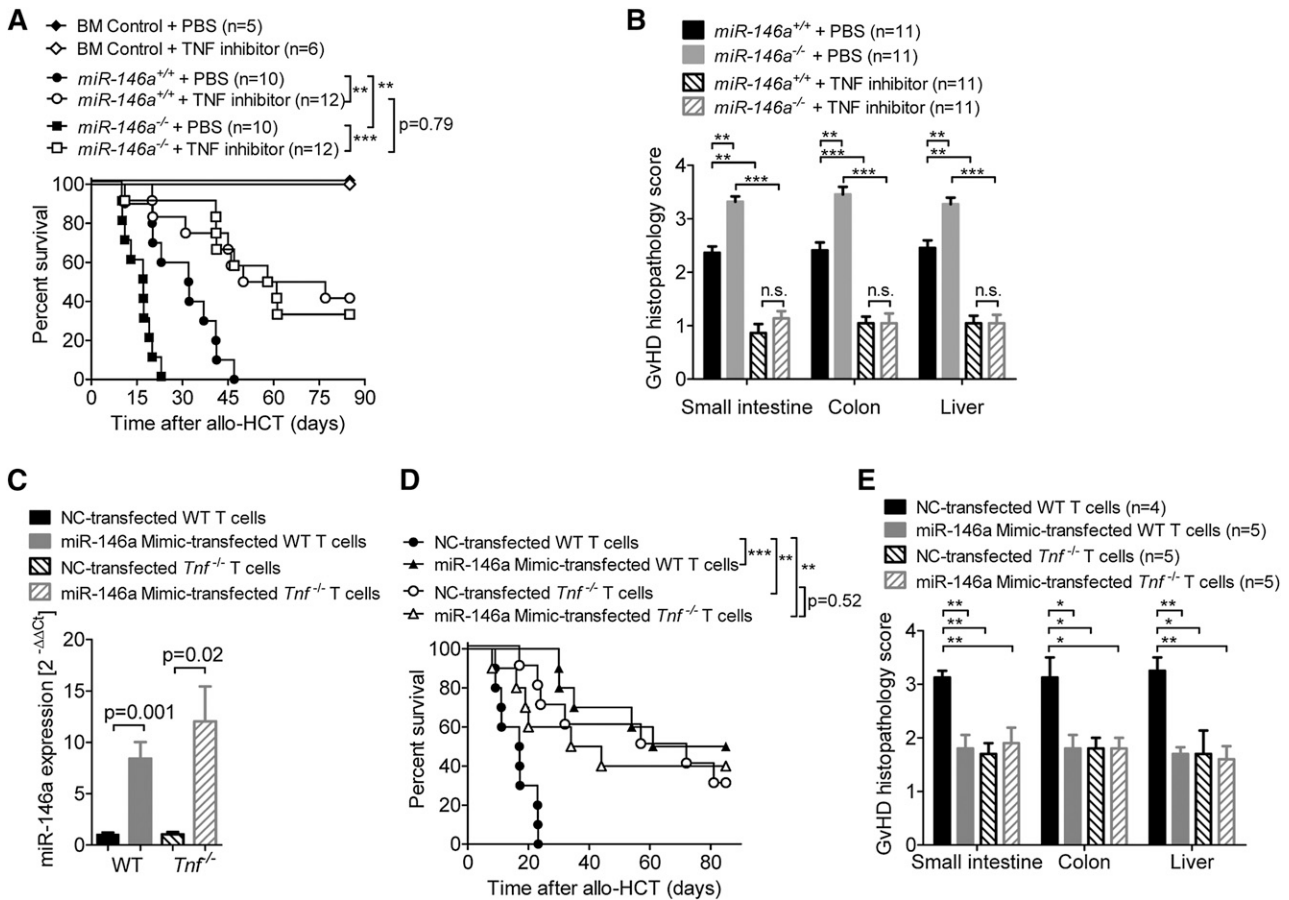 A
BM Control + PBS (n=5)
BM Control + TNF inhibitor (n=6)
miR-146a+/+ + PBS (n=10)
miR-146a+/+ + TNF inhibitor (n=12)
miR-146a-/- + PBS (n=10)
miR-146a-/- + TNF inhibitor (n=12)
**
**
***
p=0.79
Percent survival
100
80
60
40
20
0
0 15 30 45 60 75 90
Time after allo-HCT (days)
B
miR-146a+/+ + PBS (n=11)
miR-146a-/- + PBS (n=11)
miR-146a+/+ + TNF inhibitor (n=11)
miR-146a-/- + TNF inhibitor (n=11)
GvHD histopathology score
4
3
2
1
0
** ** **
** *** **
*** *** ***
n.s. n.s. n.s.
Small intestine Colon Liver
C
NC-transfected WT T cells
miR-146a Mimic-transfected WT T cells
NC-transfected Tnf-/- T cells
miR-146a Mimic-transfected Tnf-/- T cells
miR-146a expression [2-ΔΔCt]
20
15
10
5
0
p=0.001
p=0.02
WT Tnf-/-
D
NC-transfected WT T cells
miR-146a Mimic-transfected WT T cells
NC-transfected Tnf-/- T cells
miR-146a Mimic-transfected Tnf-/- T cells
***
**
**
p=0.52
Percent survival
100
80
60
40
20
0
0 20 40 60 80
Time after allo-HCT (days)
E
NC-transfected WT T cells (n=4)
miR-146a Mimic-transfected WT T cells (n=5)
NC-transfected Tnf-/- T cells (n=5)
miR-146a Mimic-transfected Tnf-/- T cells (n=5)
GvHD histopathology score
4
3
2
1
0
** * **
** * *
** * **
Small intestine Colon Liver